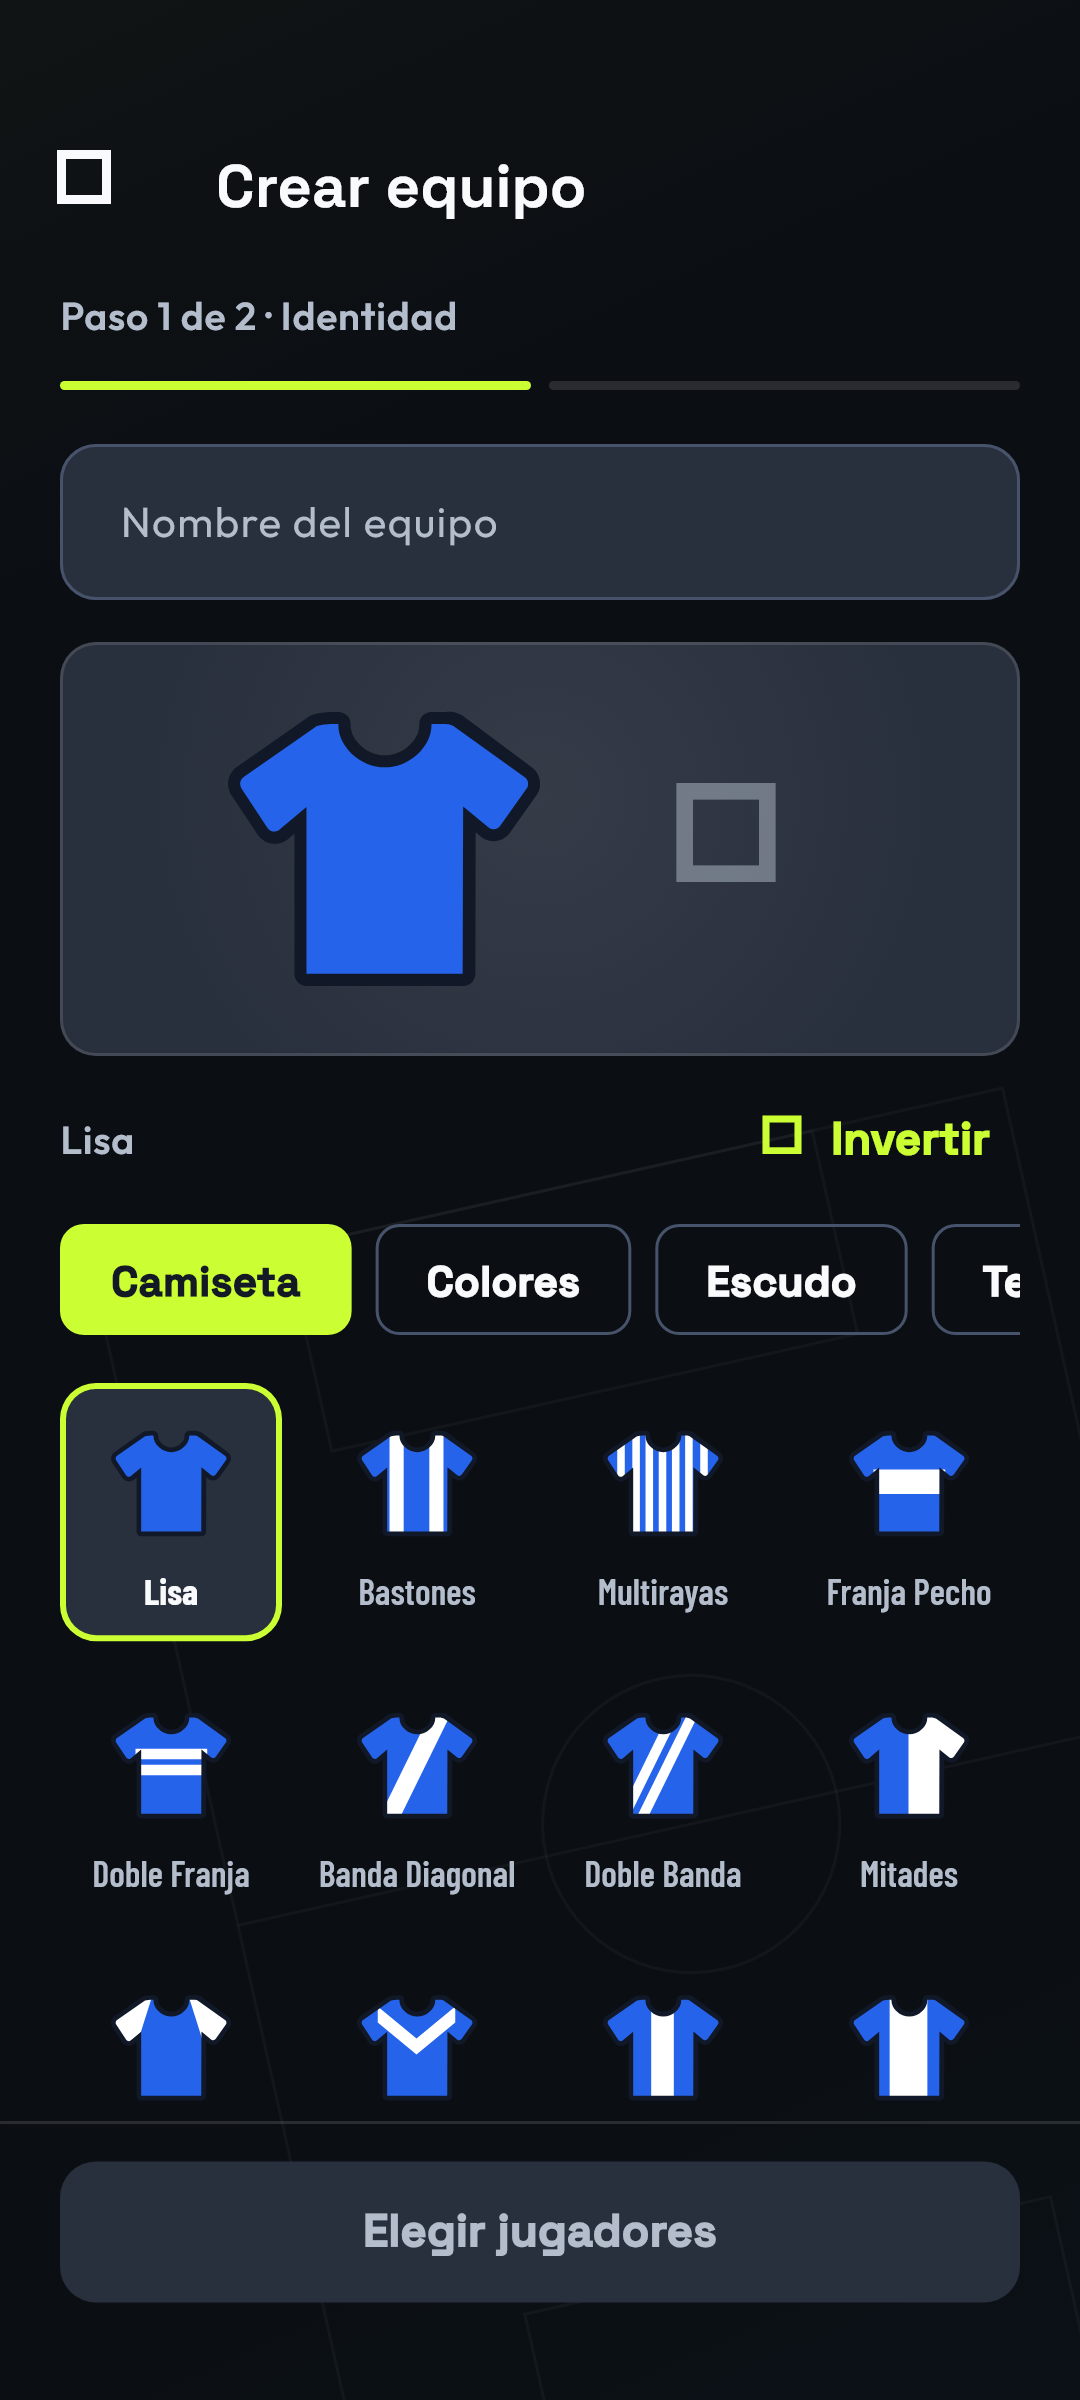 Crear equipo
Paso 1 de 2 · Identidad
Nombre del equipo
Lisa
Invertir
Camiseta
Colores
Escudo
Te
Lisa
Bastones
Multirayas
Franja Pecho
Doble Franja
Banda Diagonal
Doble Banda
Mitades
Elegir jugadores